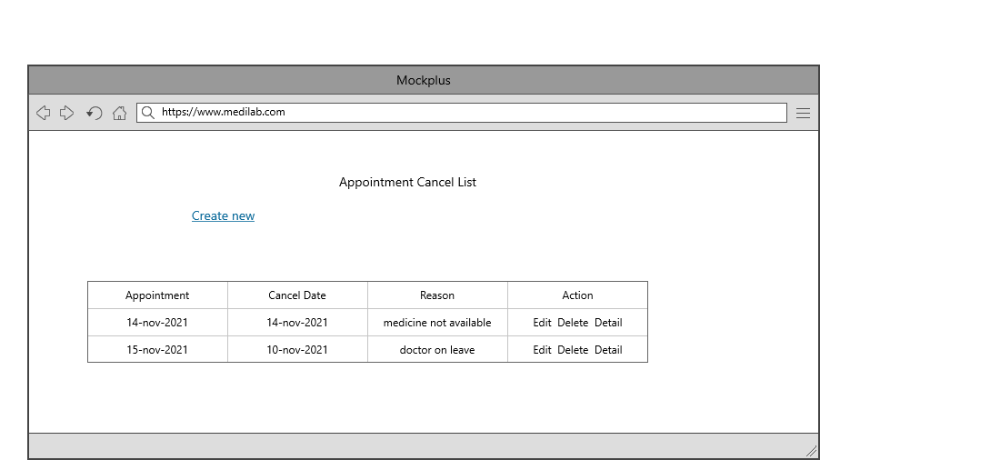 Mockplus
https://www.medilab.com
Appointment Cancel List
Create new
Appointment Cancel Date Reason Action
14-nov-2021 14-nov-2021 medicine not available Edit Delete Detail
15-nov-2021 10-nov-2021 doctor on leave Edit Delete Detail